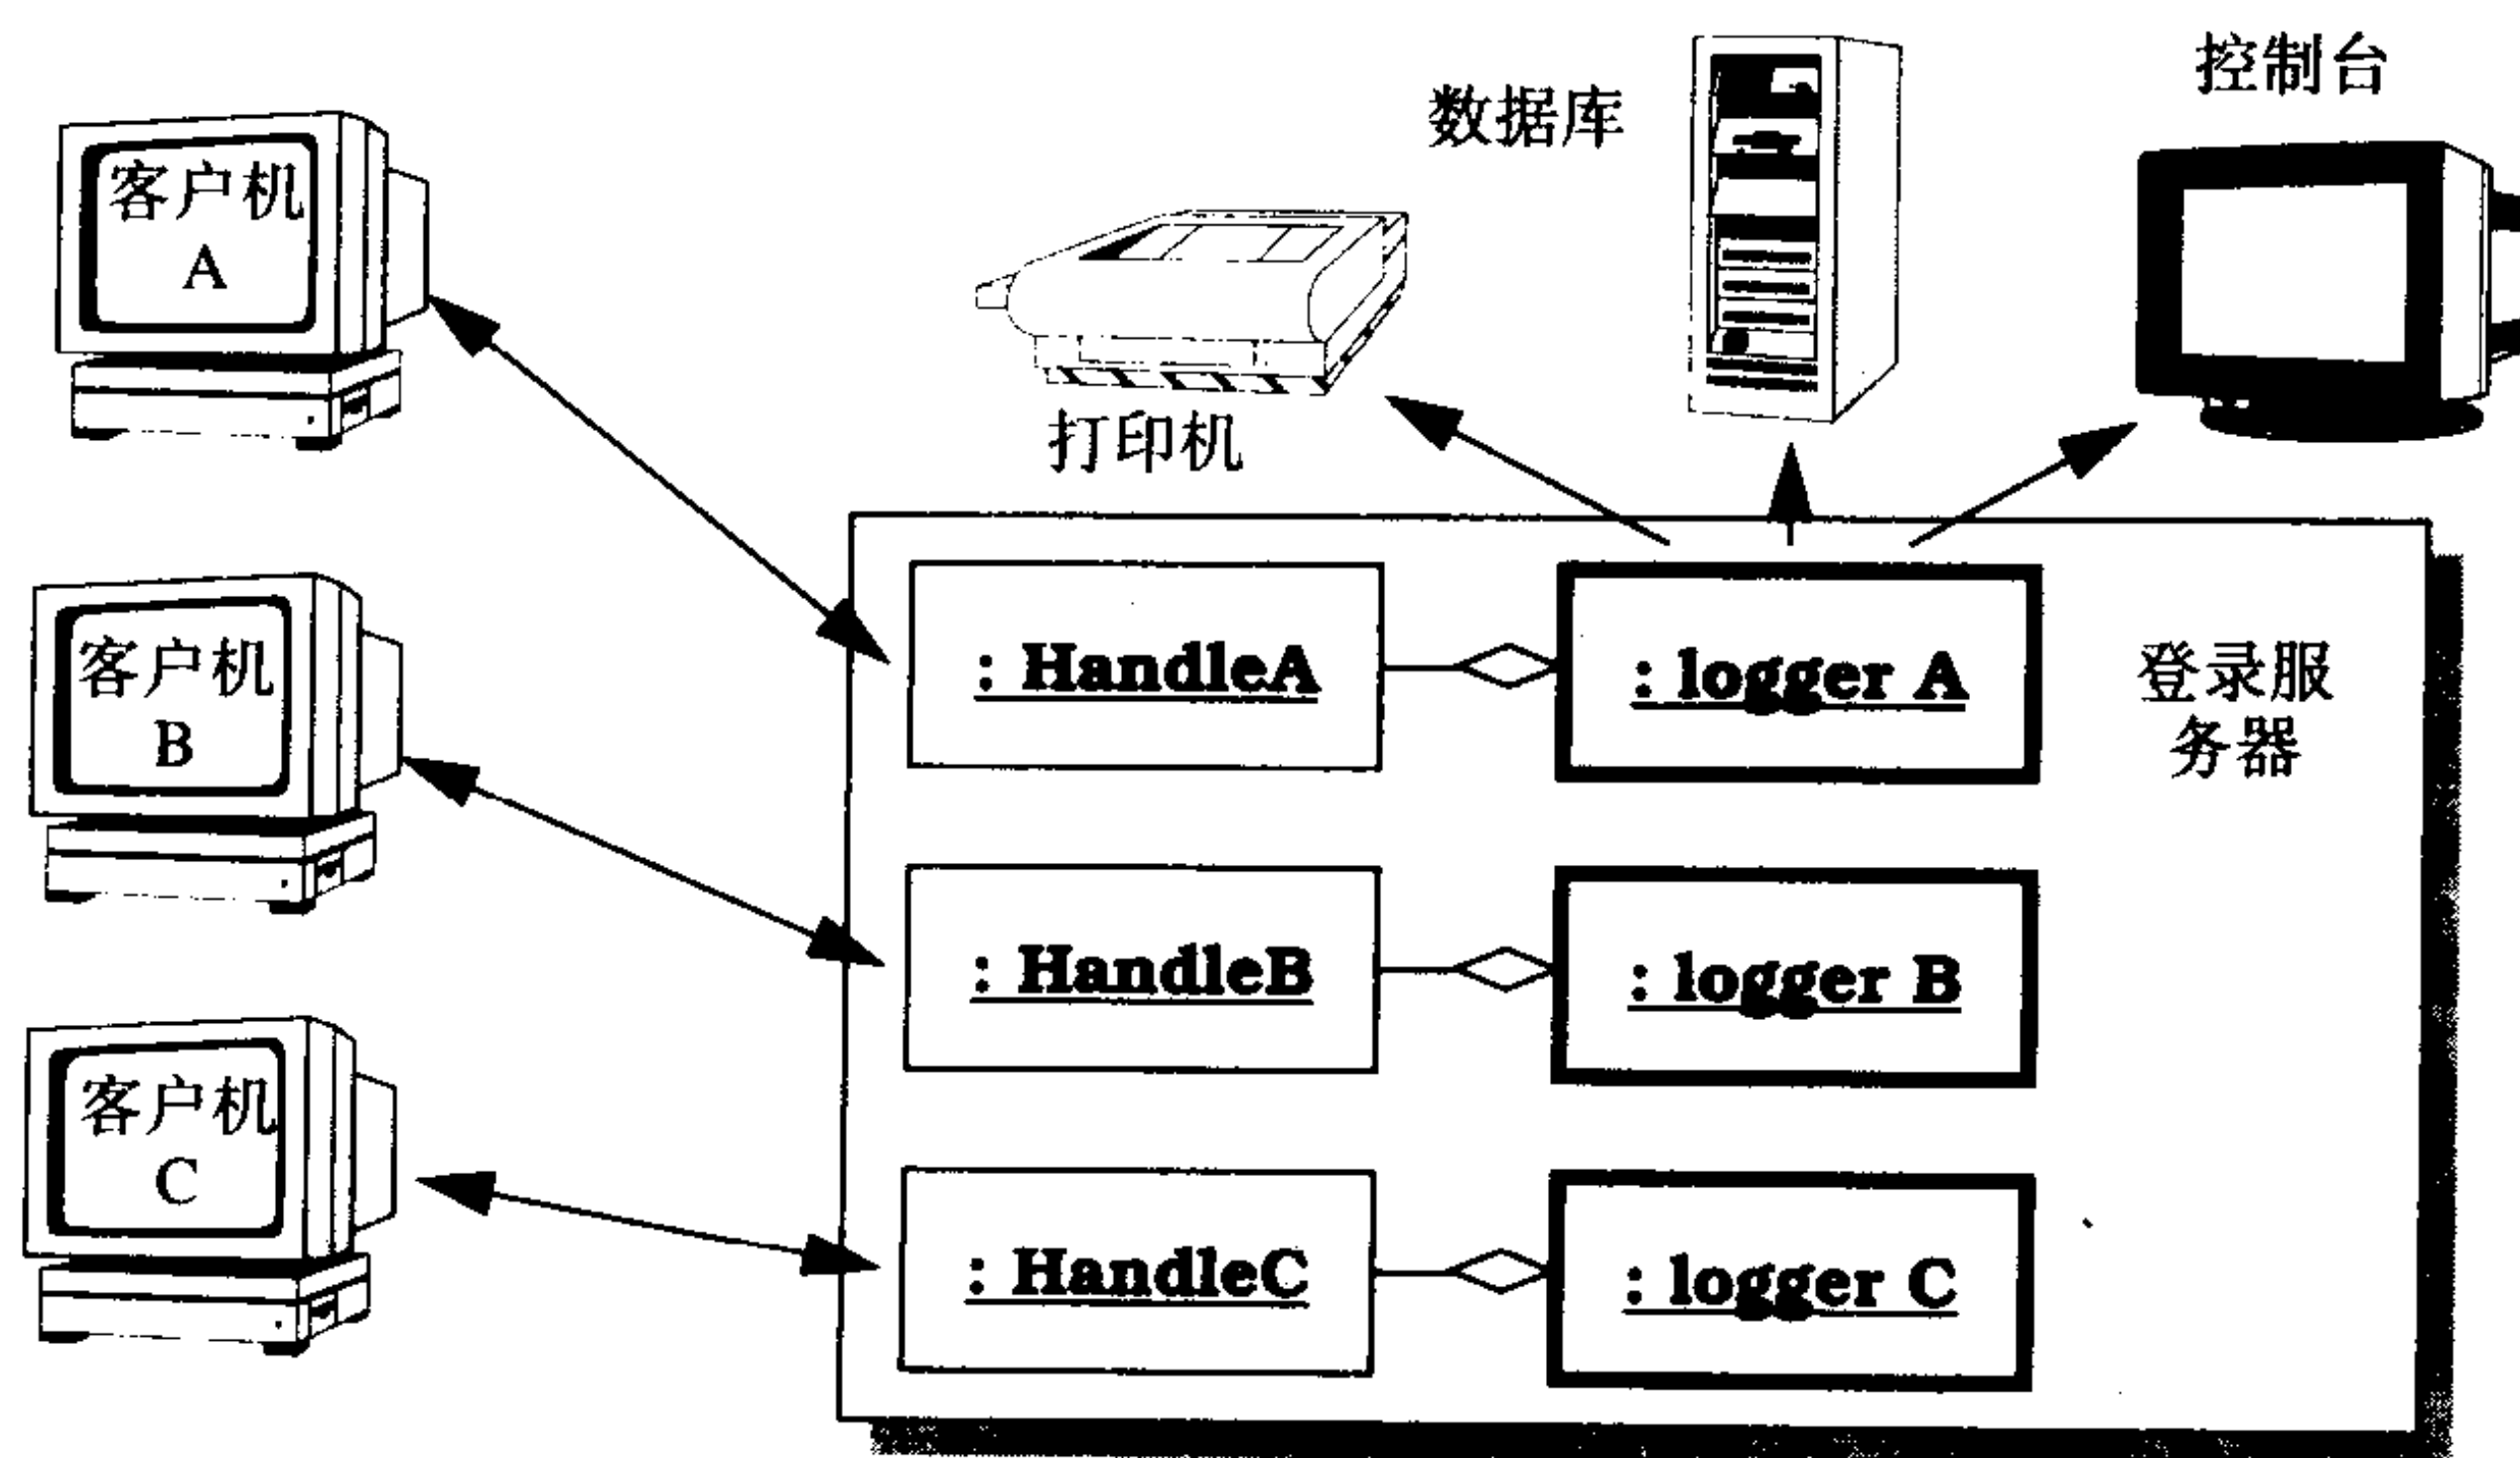 控制台
数据库
客户机
A
打印机
: HandleA
: logger A
登录服
务器
客户机
B
: HandleB
: logger B
客户机
C
: HandleC
: logger C